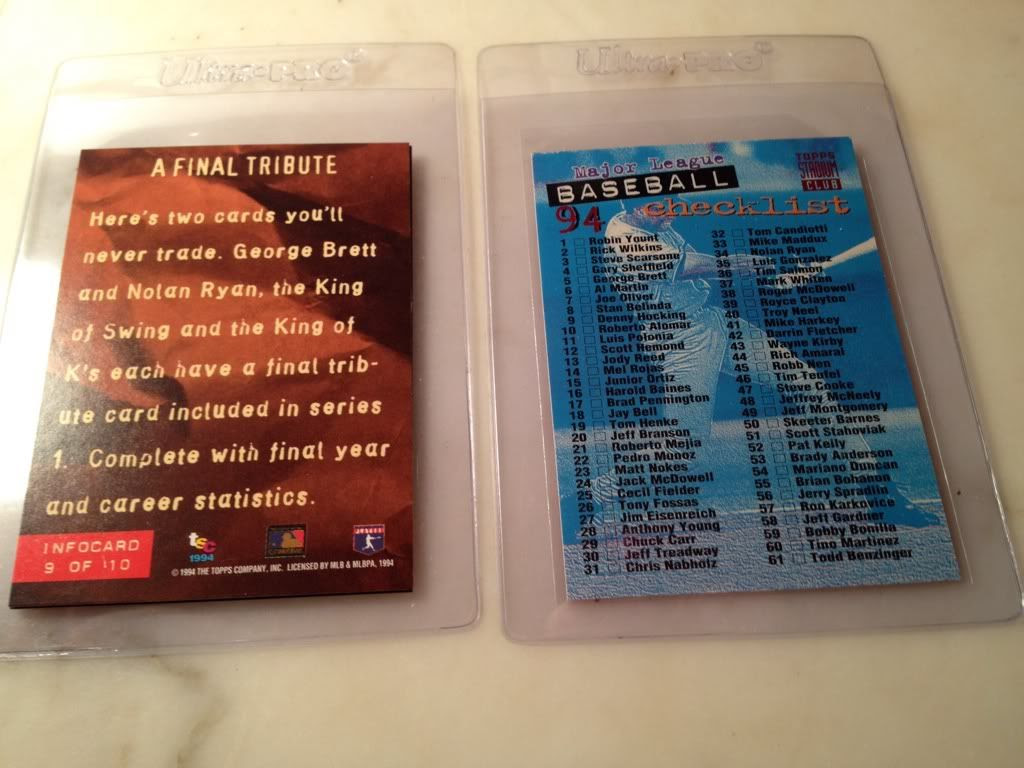 Ultra-PRO
A FINAL TRIBUTE
Here's two cards you'll
never trade. George Brett
and Nolan Ryan, the King
of Swing and the King of
K's each have a final trib-
ute card included in series
1. Complete with final year
and career statistics.
INFOCARD
9 OF 10
tsc
1994
© 1994 THE TOPPS COMPANY, INC. LICENSED BY MLB & MLBPA, 1994
Ultra-PRO
Major League
BASEBALL
94 checklist
TOPPS
STADIUM
CLUB
1 Robin Yount
2 Rick Wilkins
3 Steve Scarsone
4 Gary Sheffield
5 George Brett
6 Al Martin
7 Joe Oliver
8 Stan Belinda
9 Denny Hocking
10 Roberto Alomar
11 Luis Polonia
12 Scott Hemond
13 Jody Reed
14 Mel Rojas
15 Junior Ortiz
16 Harold Baines
17 Brad Pennington
18 Jay Bell
19 Tom Henke
20 Jeff Branson
21 Roberto Mejia
22 Pedro Munoz
23 Matt Nokes
24 Jack McDowell
25 Cecil Fielder
26 Tony Fossas
27 Jim Eisenreich
28 Anthony Young
29 Chuck Carr
30 Jeff Treadway
31 Chris Nabholz
32 Tom Candiotti
33 Mike Maddux
34 Nolan Ryan
35 Luis Gonzalez
36 Tim Salmon
37 Mark Whiten
38 Roger McDowell
39 Royce Clayton
40 Troy Neel
41 Mike Harkey
42 Darrin Fletcher
43 Wayne Kirby
44 Rich Amaral
45 Robb Nen
46 Tim Teufel
47 Steve Cooke
48 Jeffrey McNeely
49 Jeff Montgomery
50 Skeeter Barnes
51 Scott Stahoviak
52 Pat Kelly
53 Brady Anderson
54 Mariano Duncan
55 Brian Bohanon
56 Jerry Spradlin
57 Ron Karkovice
58 Jeff Gardner
59 Bobby Bonilla
60 Tino Martinez
61 Todd Benzinger